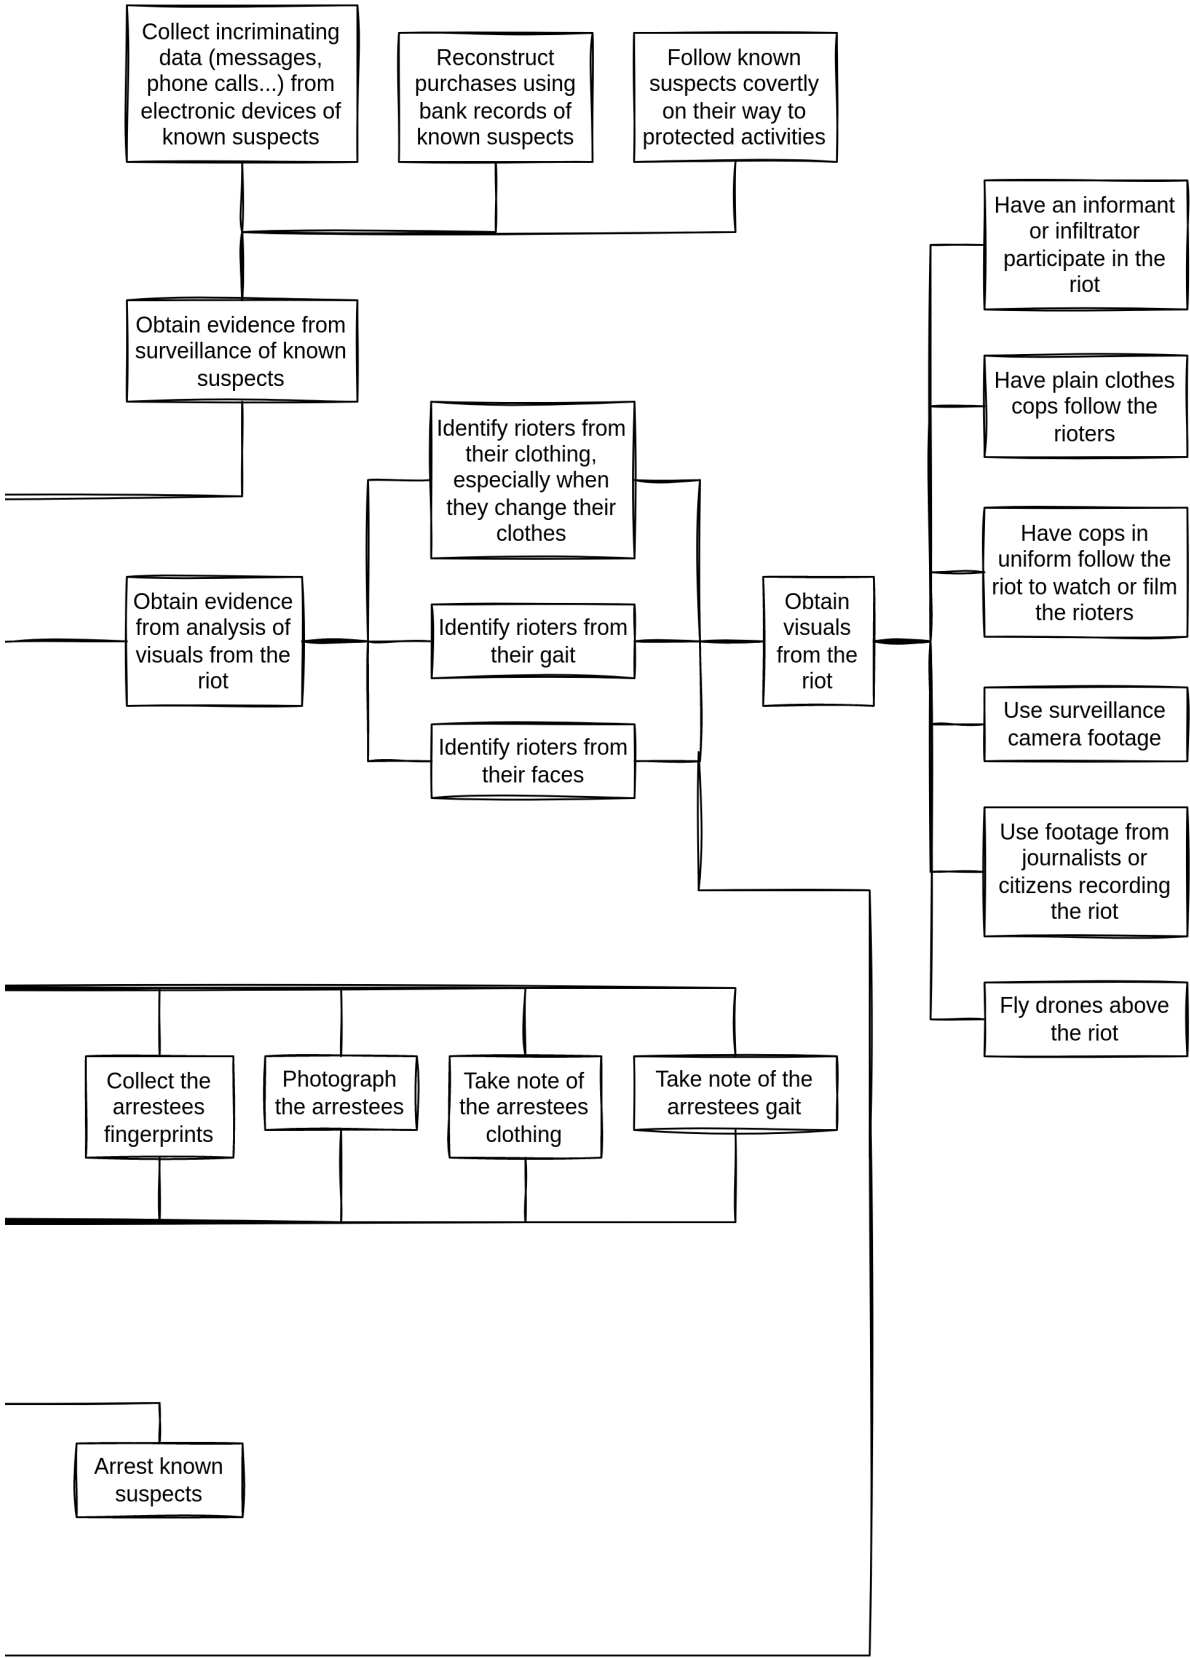 Collect incriminating
data (messages,
phone calls...) from
electronic devices of
known suspects
Reconstruct
purchases using
bank records of
known suspects
Follow known
suspects covertly
on their way to
protected activities
Have an informant
or infiltrator
participate in the
riot
Obtain evidence from
surveillance of known
suspects
Have plain clothes
cops follow the
rioters
Identify rioters from
their clothing,
especially when
they change their
clothes
Have cops in
uniform follow the
riot to watch or film
the rioters
Obtain evidence
from analysis of
visuals from the
riot
Identify rioters from
their gait
Obtain
visuals
from the
riot
Use surveillance
camera footage
Identify rioters from
their faces
Use footage from
journalists or
citizens recording
the riot
Fly drones above
the riot
Collect the
arrestees
fingerprints
Photograph
the arrestees
Take note of
the arrestees
clothing
Take note of the
arrestees gait
Arrest known
suspects